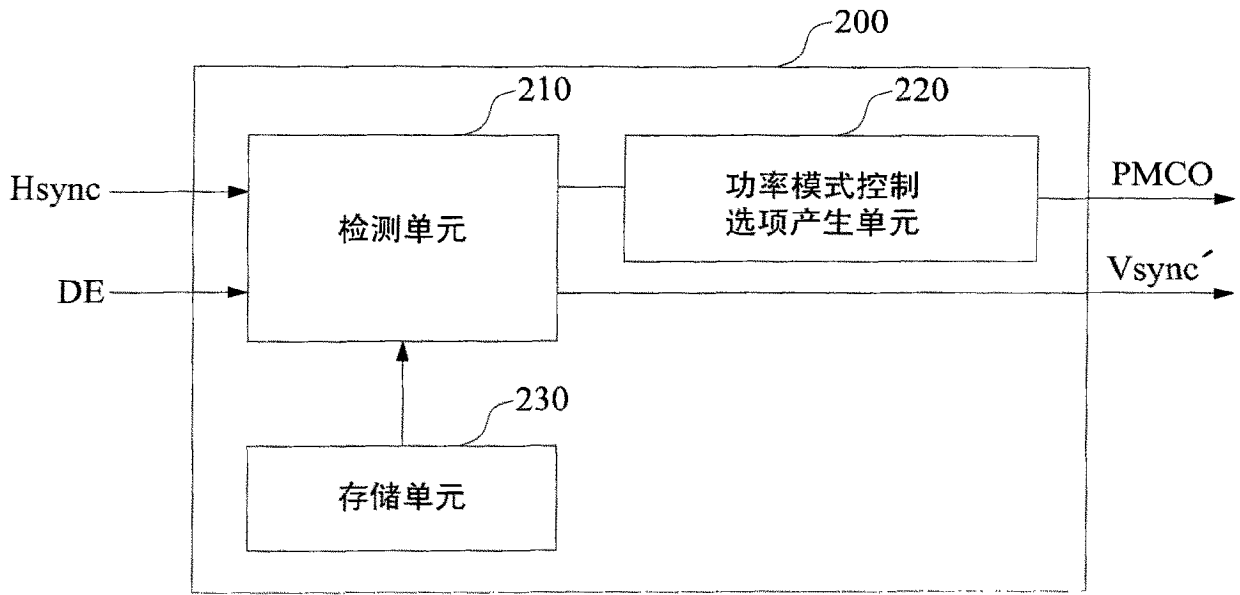 200
210
220
Hsync
检测单元
功率模式控制
选项产生单元
PMCO
DE
Vsync′
230
存储单元